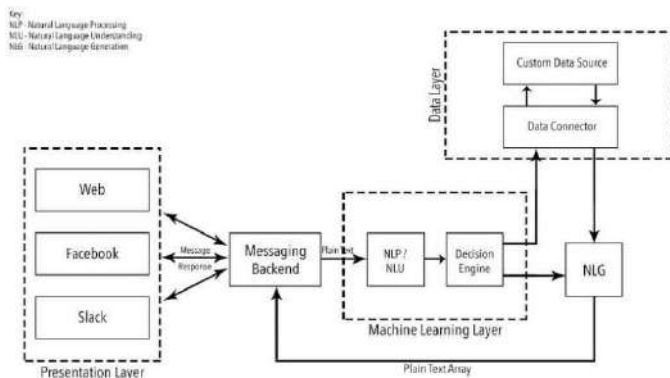 Key:
NLP - Natural Language Processing
NLU - Natural Language Understanding
NLG - Natural Language Generation
Custom Data Source
Data Layer
Data Connector
Web
Facebook
Slack
Message
Response
Messaging
Backend
Plain Text
NLP /
NLU
Decision
Engine
NLG
Machine Learning Layer
Plain Text Array
Presentation Layer